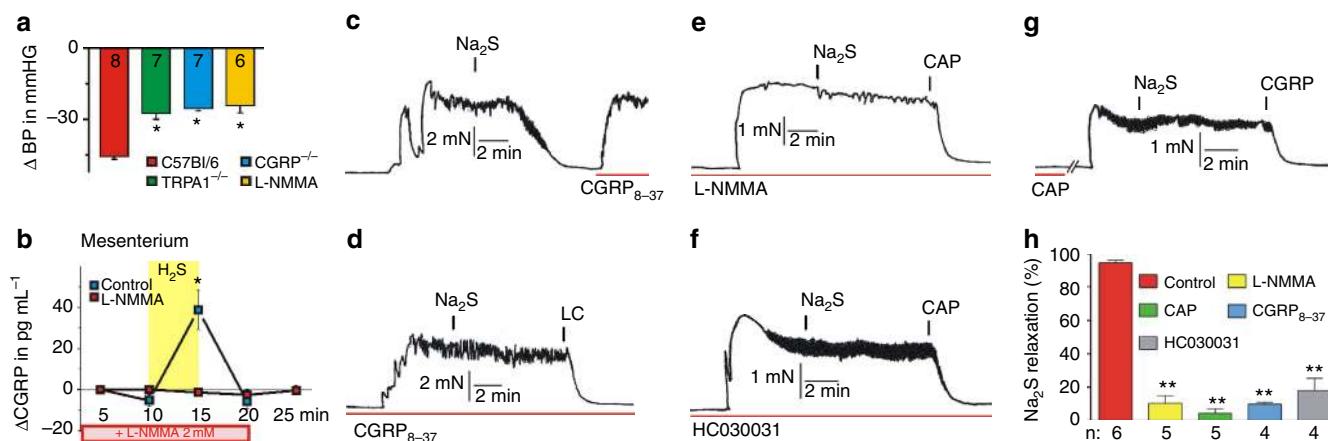 a
Δ BP in mmHG
0
–30
8
7
7
6
*
*
*
C57Bl/6
CGRP–/–
TRPA1–/–
L-NMMA
b
Mesenterium
ΔCGRP in pg mL–1
40
20
0
–20
H2S
*
Control
L-NMMA
5
10
15
20
25 min
+ L-NMMA 2 mM
c
Na2S
2 mN
2 min
CGRP8–37
d
Na2S
LC
2 mN
2 min
CGRP8–37
e
Na2S
CAP
1 mN
2 min
L-NMMA
f
Na2S
CAP
1 mN
2 min
HC030031
g
Na2S
CGRP
1 mN
2 min
CAP
h
Na2S relaxation (%)
100
80
60
40
20
0
Control
L-NMMA
CAP
CGRP8–37
HC030031
**
**
**
**
n: 6 5 5 4 4